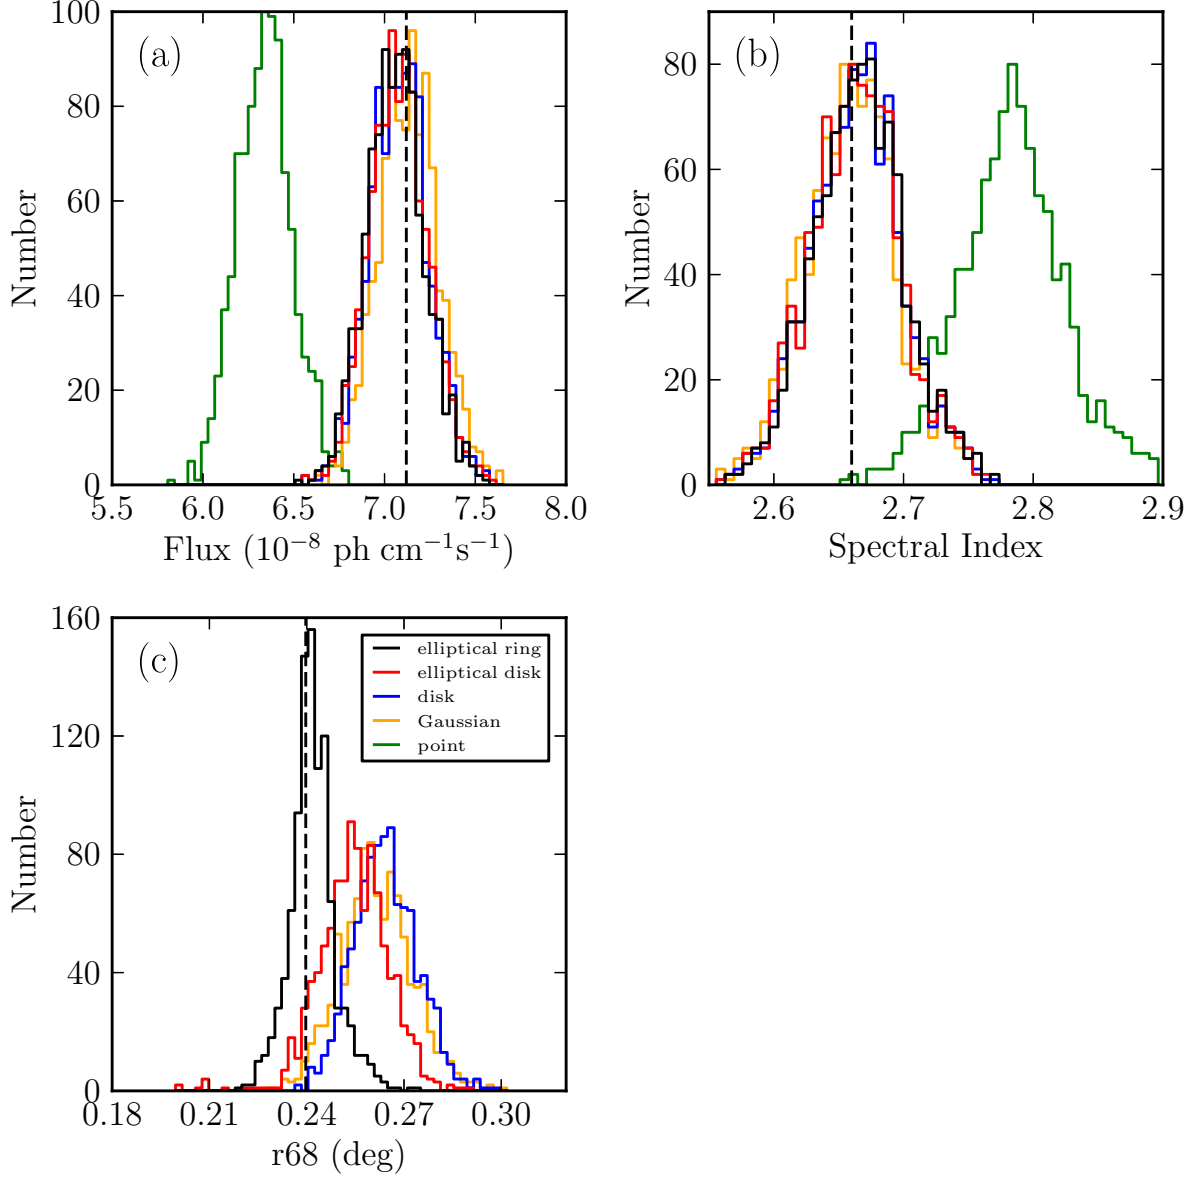 (a)
Number
100
80
60
40
20
0
5.5 6.0 6.5 7.0 7.5 8.0
Flux (10⁻⁸ ph cm⁻¹s⁻¹)
(b)
Number
80
60
40
20
0
2.6 2.7 2.8 2.9
Spectral Index
(c)
Number
160
120
80
40
0
0.18 0.21 0.24 0.27 0.30
r68 (deg)
elliptical ring
elliptical disk
disk
Gaussian
point